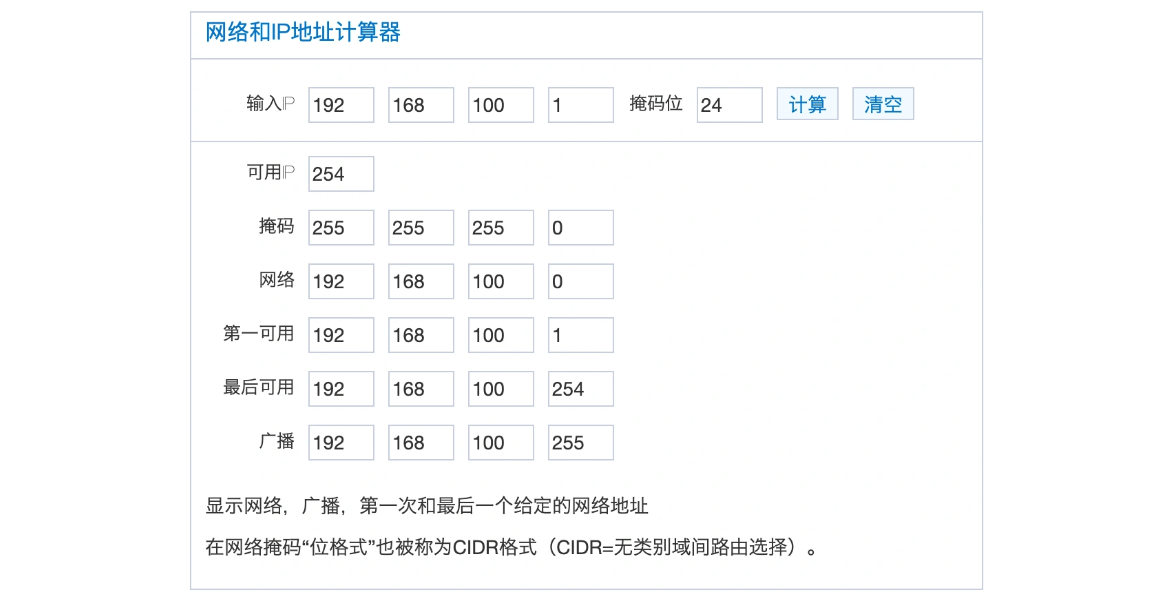 网络和IP地址计算器
输入IP 192 168 100 1 掩码位 24 计算 清空
可用IP 254
掩码 255 255 255 0
网络 192 168 100 0
第一可用 192 168 100 1
最后可用 192 168 100 254
广播 192 168 100 255
显示网络，广播，第一次和最后一个给定的网络地址
在网络掩码“位格式”也被称为CIDR格式（CIDR=无类别域间路由选择）。